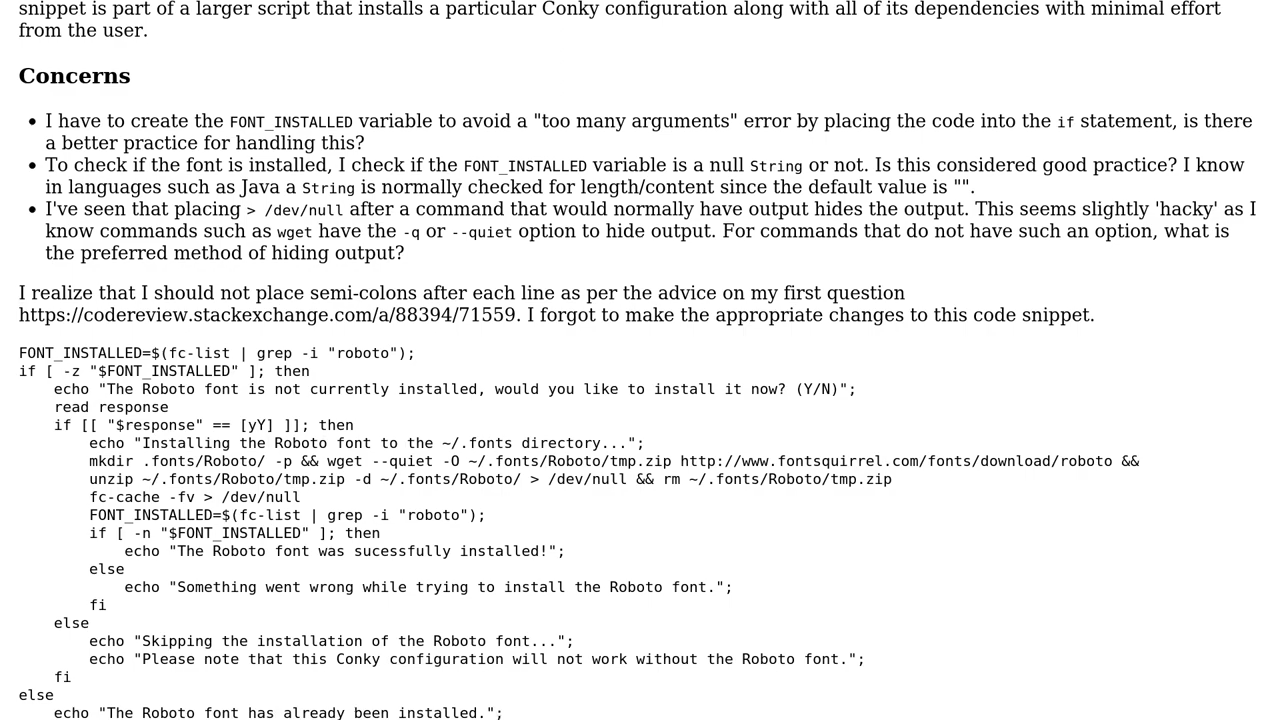 snippet is part of a larger script that installs a particular Conky configuration along with all of its dependencies with minimal effort
from the user.
Concerns
• I have to create the FONT_INSTALLED variable to avoid a "too many arguments" error by placing the code into the if statement, is there
a better practice for handling this?
• To check if the font is installed, I check if the FONT_INSTALLED variable is a null String or not. Is this considered good practice? I know
in languages such as Java a String is normally checked for length/content since the default value is "".
• I've seen that placing > /dev/null after a command that would normally have output hides the output. This seems slightly 'hacky' as I
know commands such as wget have the -q or --quiet option to hide output. For commands that do not have such an option, what is
the preferred method of hiding output?
I realize that I should not place semi-colons after each line as per the advice on my first question
https://codereview.stackexchange.com/a/88394/71559. I forgot to make the appropriate changes to this code snippet.
FONT_INSTALLED=$(fc-list | grep -i "roboto");
if [ -z "$FONT_INSTALLED" ]; then
    echo "The Roboto font is not currently installed, would you like to install it now? (Y/N)";
    read response
    if [[ "$response" == [yY] ]]; then
        echo "Installing the Roboto font to the ~/.fonts directory...";
        mkdir .fonts/Roboto/ -p && wget --quiet -O ~/.fonts/Roboto/tmp.zip http://www.fontsquirrel.com/fonts/download/roboto &&
        unzip ~/.fonts/Roboto/tmp.zip -d ~/.fonts/Roboto/ > /dev/null && rm ~/.fonts/Roboto/tmp.zip
        fc-cache -fv > /dev/null
        FONT_INSTALLED=$(fc-list | grep -i "roboto");
        if [ -n "$FONT_INSTALLED" ]; then
            echo "The Roboto font was sucessfully installed!";
        else
            echo "Something went wrong while trying to install the Roboto font.";
        fi
    else
        echo "Skipping the installation of the Roboto font...";
        echo "Please note that this Conky configuration will not work without the Roboto font.";
    fi
else
    echo "The Roboto font has already been installed.";